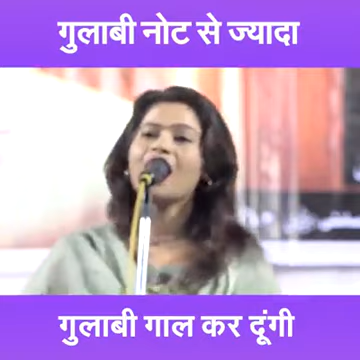 गुलाबी नोट से ज्यादा
गुलाबी गाल कर दूंगी